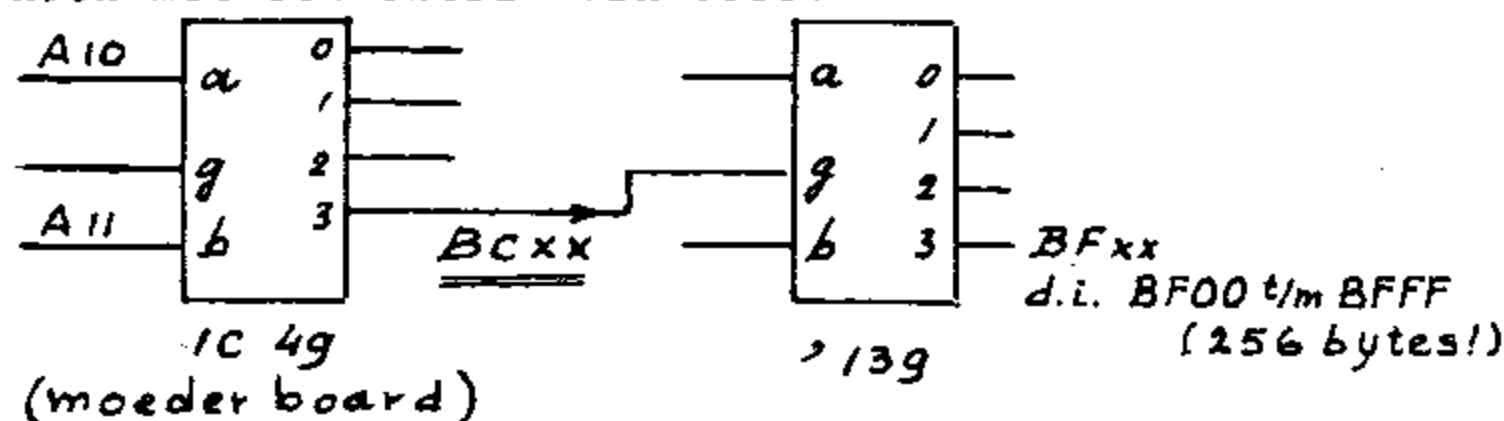 A10
a
g
A11
b
0
1
2
3
BCxx
IC 4g
(moeder board)
a
g
b
0
1
2
3
BFxx
d.i. BF00 t/m BFFF
(256 bytes!)
'139